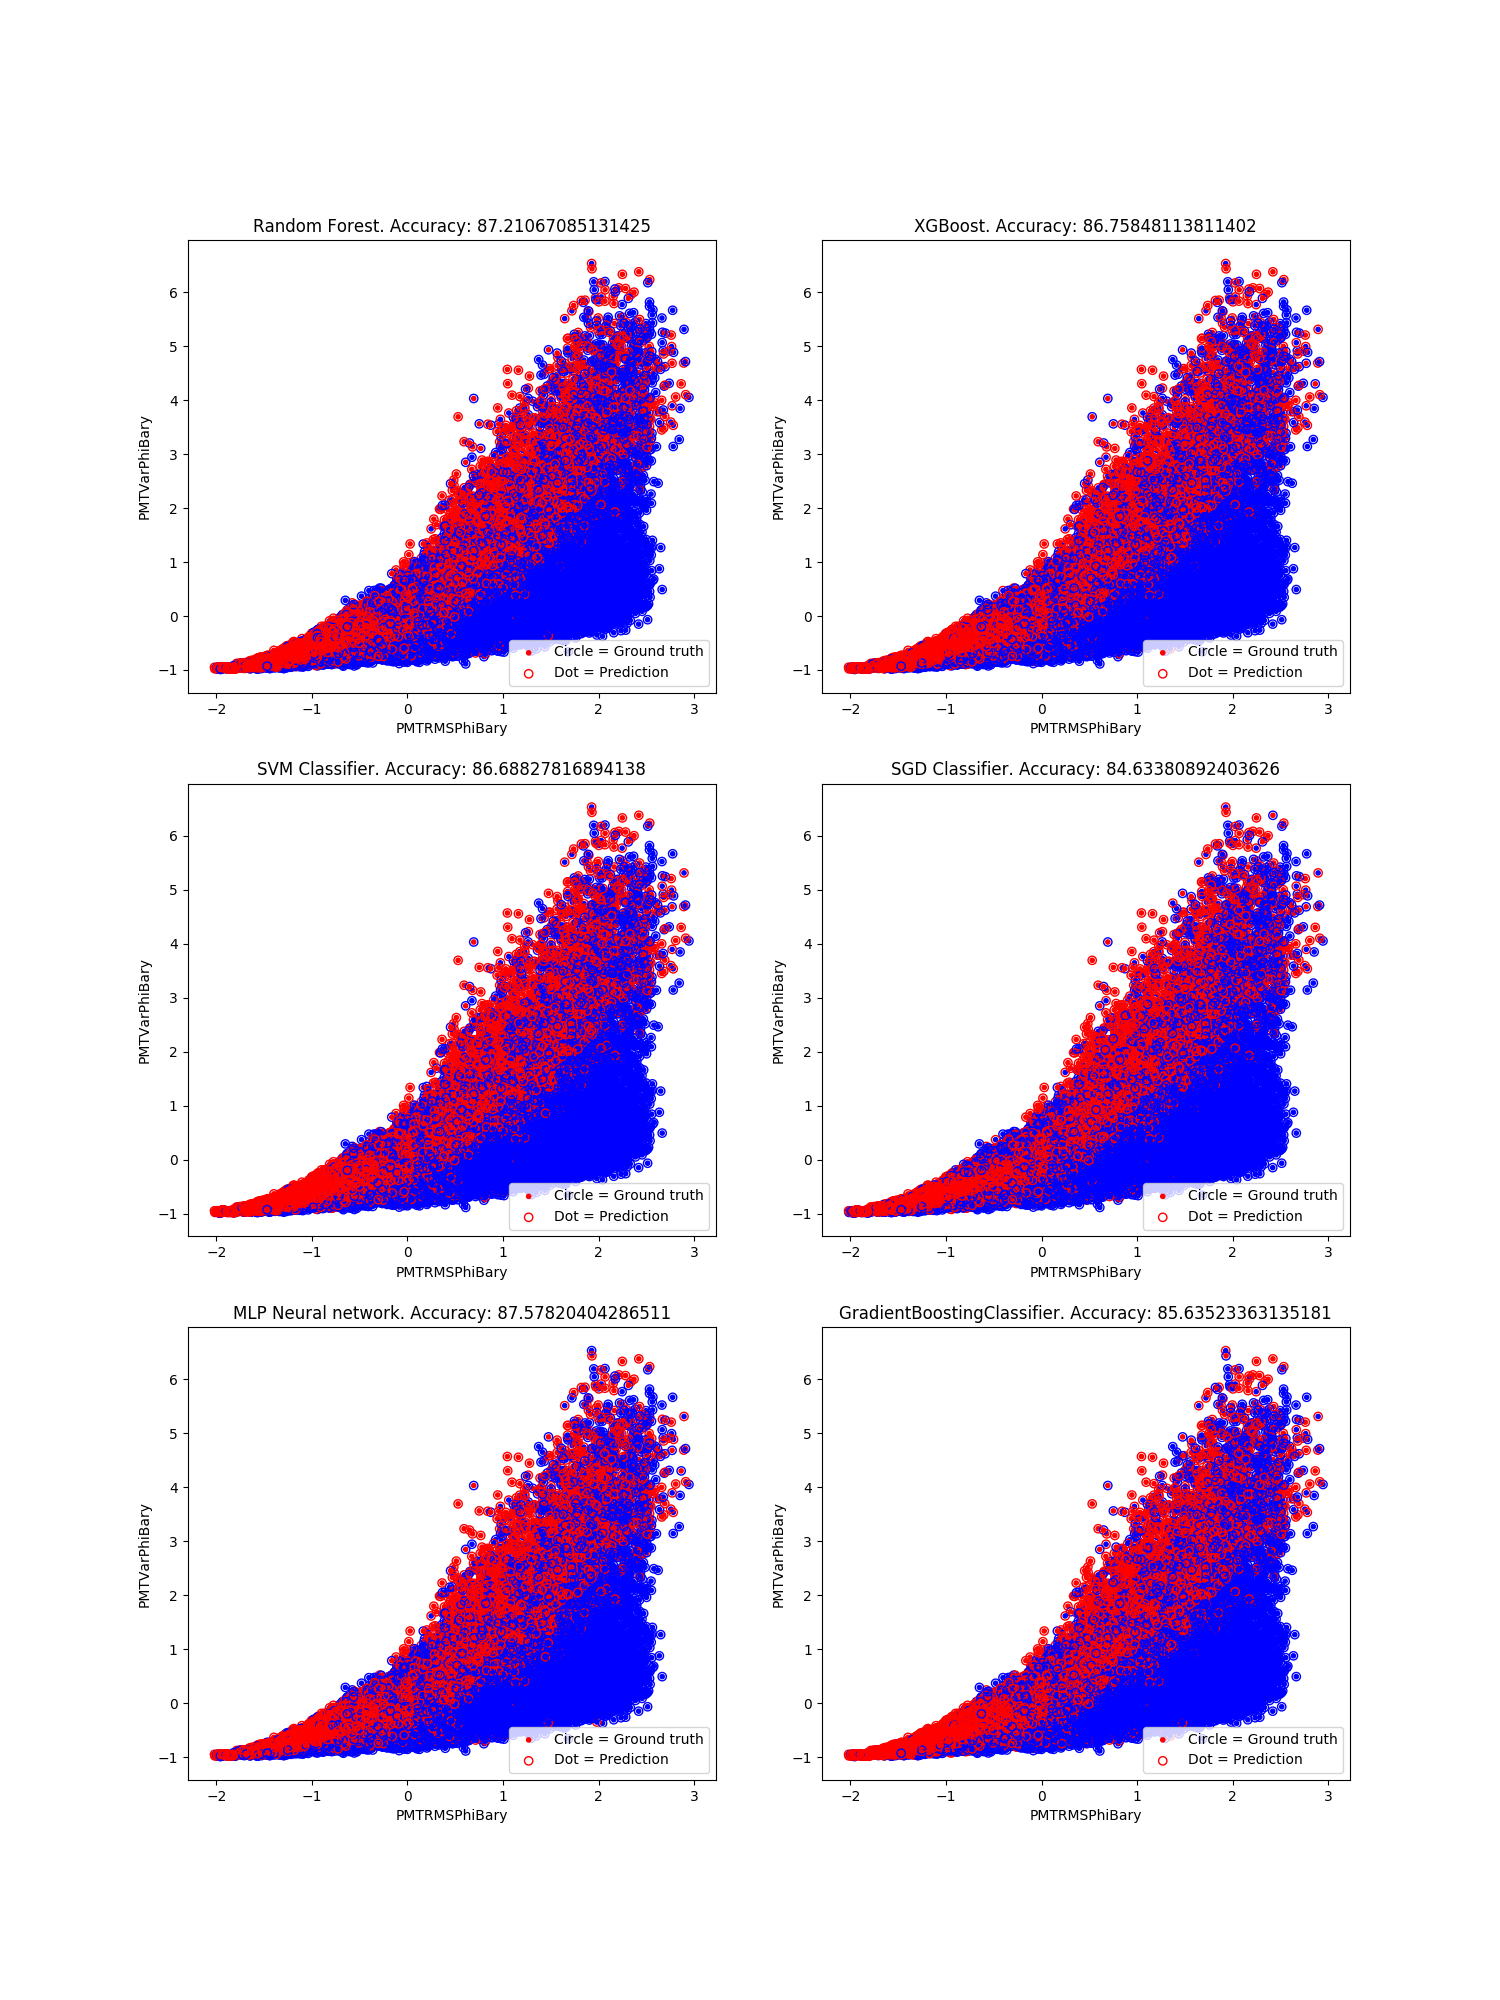 Random Forest. Accuracy: 87.21067085131425
PMTVarPhiBary
6
5
4
3
2
1
0
−1
Circle = Ground truth
Dot = Prediction
−2 −1 0 1 2 3
PMTRMSPhiBary
XGBoost. Accuracy: 86.75848113811402
PMTVarPhiBary
6
5
4
3
2
1
0
−1
Circle = Ground truth
Dot = Prediction
−2 −1 0 1 2 3
PMTRMSPhiBary
SVM Classifier. Accuracy: 86.68827816894138
PMTVarPhiBary
6
5
4
3
2
1
0
−1
Circle = Ground truth
Dot = Prediction
−2 −1 0 1 2 3
PMTRMSPhiBary
SGD Classifier. Accuracy: 84.63380892403626
PMTVarPhiBary
6
5
4
3
2
1
0
−1
Circle = Ground truth
Dot = Prediction
−2 −1 0 1 2 3
PMTRMSPhiBary
MLP Neural network. Accuracy: 87.57820404286511
PMTVarPhiBary
6
5
4
3
2
1
0
−1
Circle = Ground truth
Dot = Prediction
−2 −1 0 1 2 3
PMTRMSPhiBary
GradientBoostingClassifier. Accuracy: 85.63523363135181
PMTVarPhiBary
6
5
4
3
2
1
0
−1
Circle = Ground truth
Dot = Prediction
−2 −1 0 1 2 3
PMTRMSPhiBary